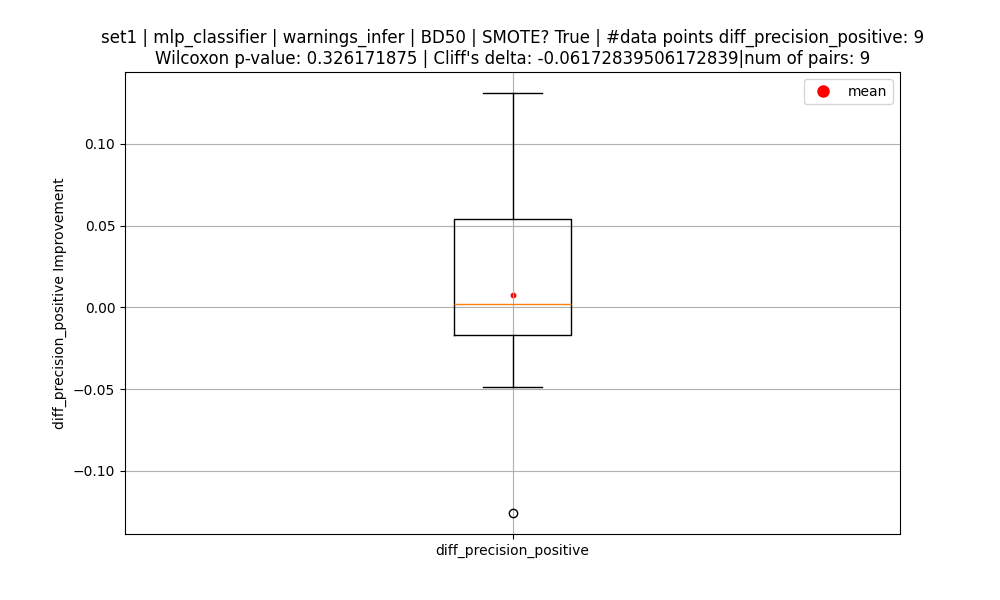 set1 | mlp_classifier | warnings_infer | BD50 | SMOTE? True | #data points diff_precision_positive: 9
Wilcoxon p-value: 0.326171875 | Cliff's delta: -0.06172839506172839|num of pairs: 9
mean
0.10
0.05
0.00
−0.05
−0.10
diff_precision_positive Improvement
diff_precision_positive